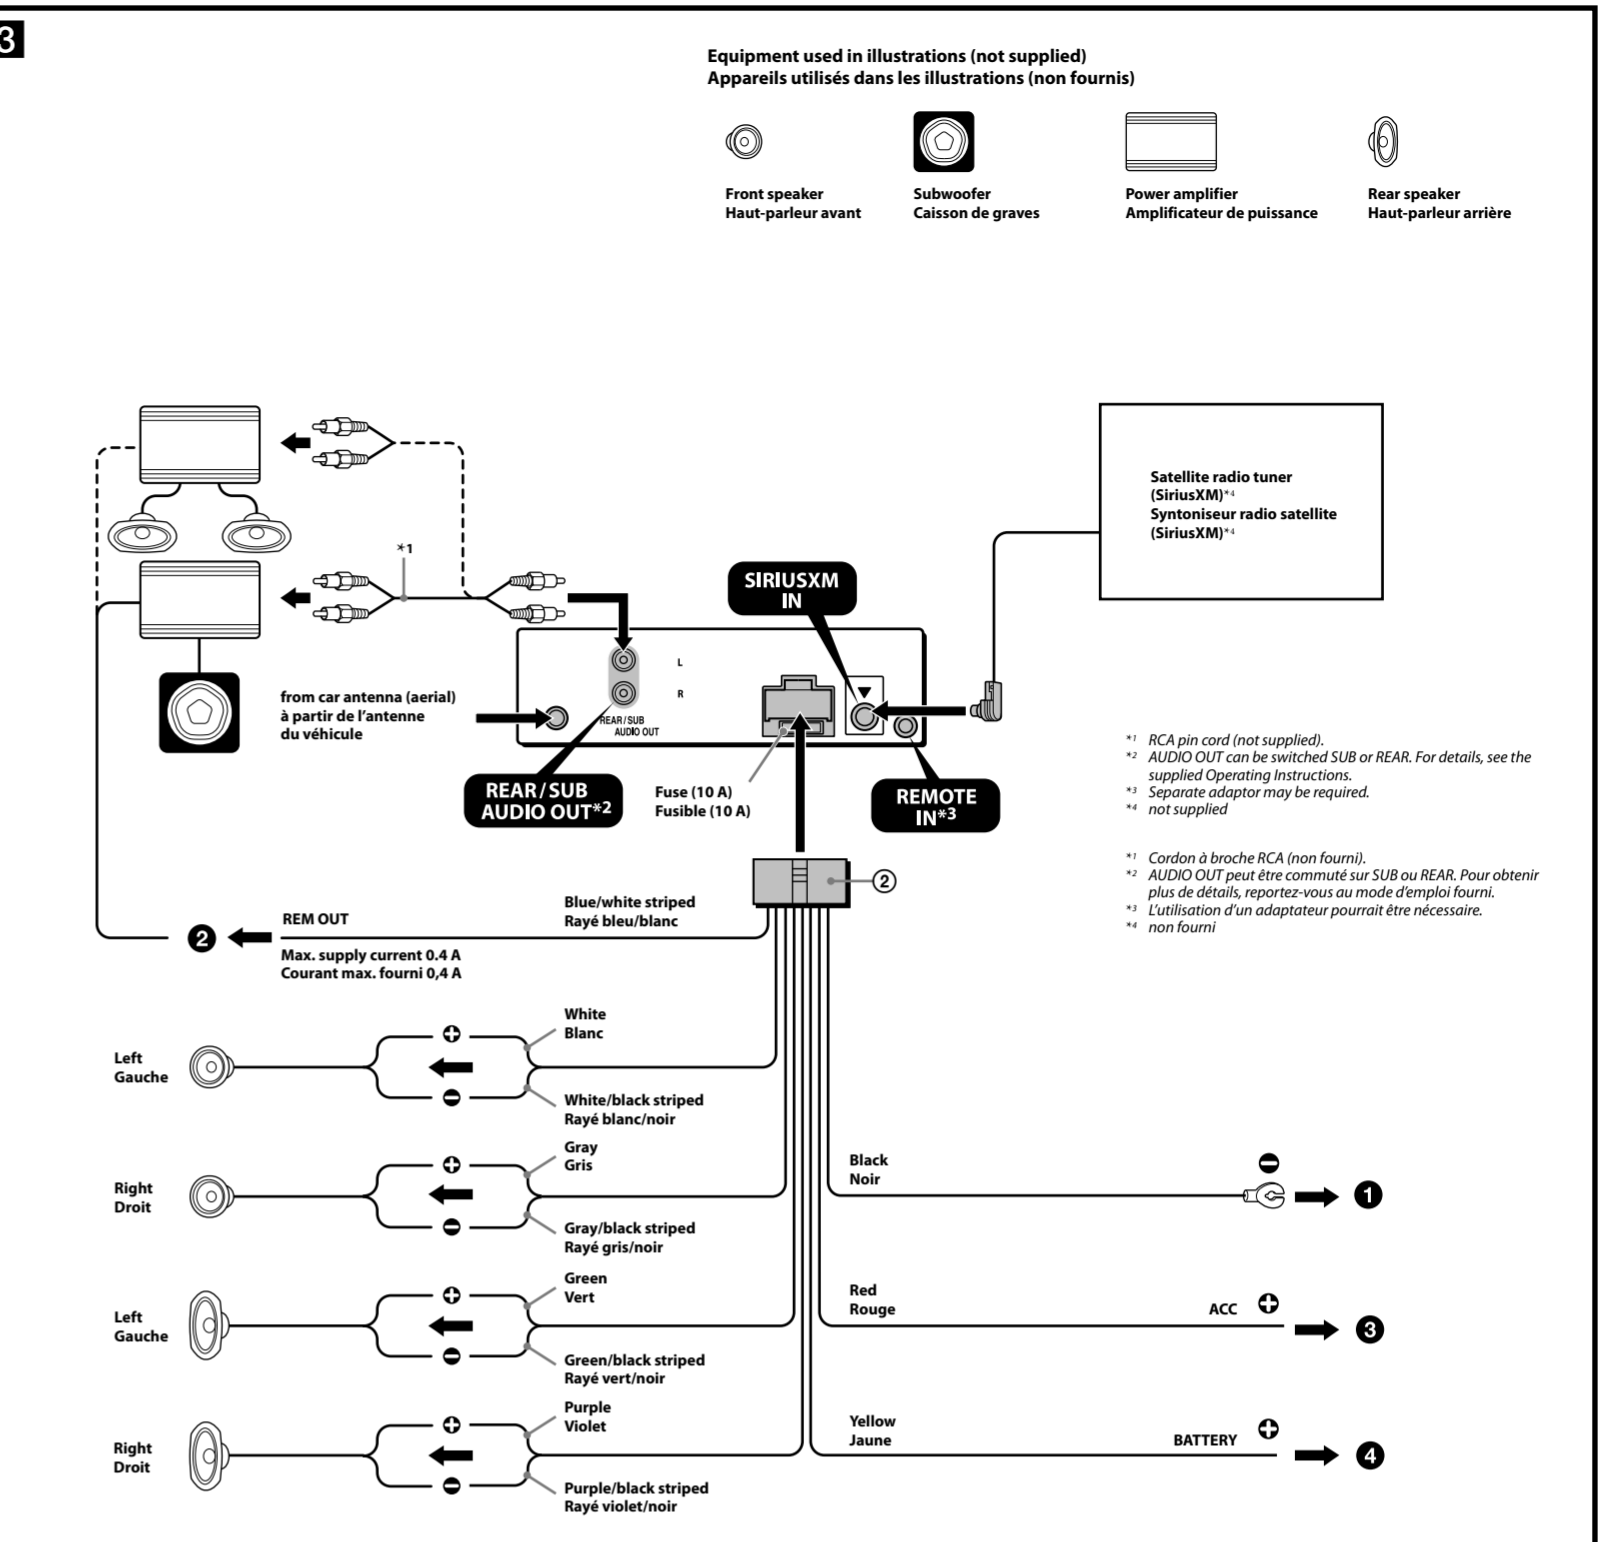 3
Equipment used in illustrations (not supplied)
Appareils utilisés dans les illustrations (non fournis)
Front speaker
Haut-parleur avant
Subwoofer
Caisson de graves
Power amplifier
Amplificateur de puissance
Rear speaker
Haut-parleur arrière
Satellite radio tuner
(SiriusXM)*4
Syntoniseur radio satellite
(SiriusXM)*4
*1
SIRIUSXM
IN
L
R
REAR/SUB
AUDIO OUT
from car antenna (aerial)
à partir de l'antenne
du véhicule
REAR/SUB
AUDIO OUT*2
Fuse (10 A)
Fusible (10 A)
REMOTE
IN*3
*1 RCA pin cord (not supplied).
*2 AUDIO OUT can be switched SUB or REAR. For details, see the
supplied Operating Instructions.
*3 Separate adaptor may be required.
*4 not supplied
*1 Cordon à broche RCA (non fourni).
*2 AUDIO OUT peut être commuté sur SUB ou REAR. Pour obtenir
plus de détails, reportez-vous au mode d'emploi fourni.
*3 L'utilisation d'un adaptateur pourrait être nécessaire.
*4 non fourni
②
Blue/white striped
Rayé bleu/blanc
REM OUT
❷
Max. supply current 0.4 A
Courant max. fourni 0,4 A
White
Blanc
Left
Gauche
White/black striped
Rayé blanc/noir
Gray
Gris
Right
Droit
Gray/black striped
Rayé gris/noir
Green
Vert
Left
Gauche
Green/black striped
Rayé vert/noir
Purple
Violet
Right
Droit
Purple/black striped
Rayé violet/noir
Black
Noir
❶
Red
Rouge
ACC
❸
Yellow
Jaune
BATTERY
❹